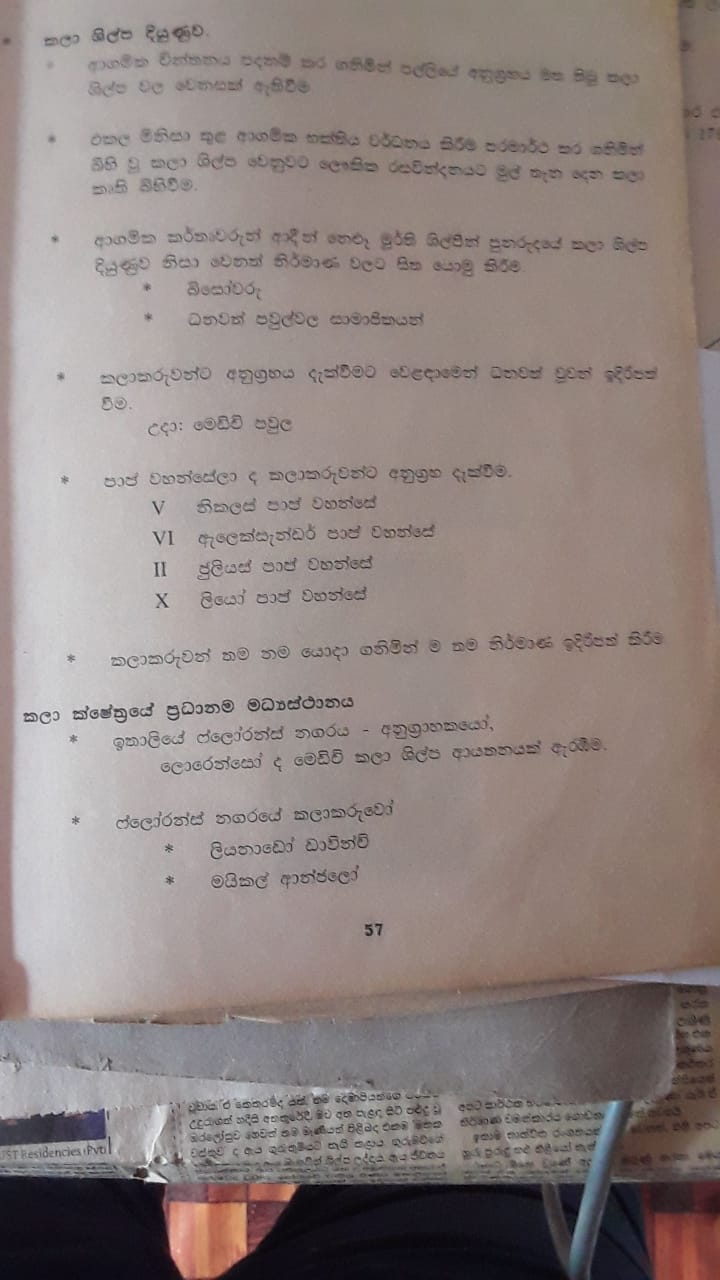 * කලා ශිල්ප දියුණුව.
* ආගමික චින්තනය පදනම් කර ගනිමින් පල්ලියේ අනුග්‍රහය මත සිටි කලා
ශිල්ප වල වෙනසක් ඇතිවීම
* එකල මිනිසා තුළ ආගමික භක්තිය වර්ධනය කිරීම පරමාර්ථ කර ගනිමින්
බිහි වූ කලා ශිල්ප වෙනුවට ලෞකික රසවින්දනයට මුල් තැන දෙන කලා
කෘති බිහිවීම.
* ආගමික කර්තෘවරුන් ආදීන් නෙළූ මූර්ති ශිල්පීන් පුනරුදයේ කලා ශිල්ප
දියුණුව නිසා වෙනත් නිර්මාණ වලට සිත යොමු කිරීම
* බිසෝවරු
* ධනවත් පවුල්වල සාමාජිකයන්
* කලාකරුවන්ට අනුග්‍රහය දැක්වීමට වෙළඳාමෙන් ධනවත් වූවන් ඉදිරිපත්
වීම.
උදා: මෙඩිචි පවුල
* පාප් වහන්සේලා ද කලාකරුවන්ට අනුග්‍රහ දැක්වීම.
V නිකලස් පාප් වහන්සේ
VI ඇලෙක්සැන්ඩර් පාප් වහන්සේ
II ජුලියස් පාප් වහන්සේ
X ලියෝ පාප් වහන්සේ
* කලාකරුවන් තම නම යොදා ගනිමින් ම තම නිර්මාණ ඉදිරිපත් කිරීම
කලා ක්ෂේත්‍රයේ ප්‍රධානම මධ්‍යස්ථානය
* ඉතාලියේ ෆ්ලෝරන්ස් නගරය - අනුග්‍රාහකයෝ,
ලොරෙන්සෝ ද මෙඩිචි කලා ශිල්ප ආයතනයක් ඇරඹීම.
* ෆ්ලෝරන්ස් නගරයේ කලාකරුවෝ
* ලියනාඩෝ ඩාවින්චි
* මයිකල් ආන්ජලෝ
57
JST Residencies (Pvt)